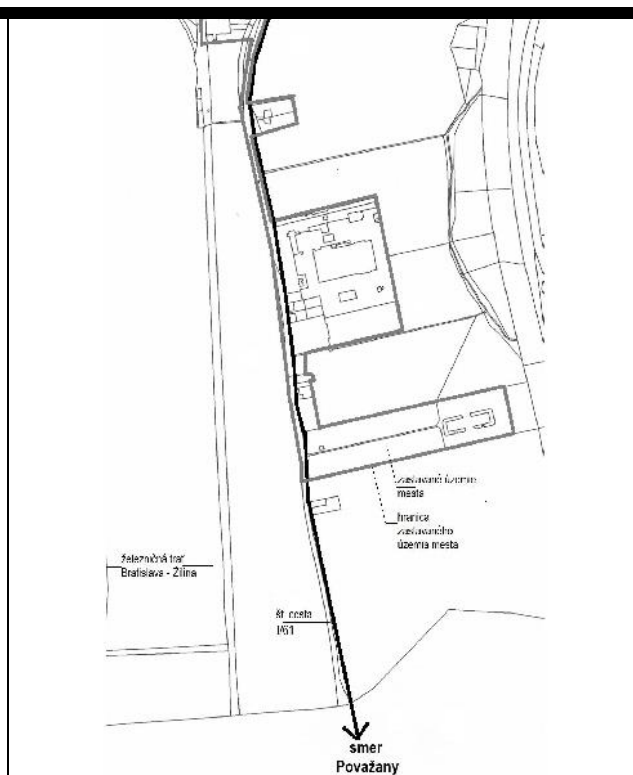 zastavané územie
mesta
hranica
zastavaného
územia mesta
železničná trať
Bratislava - Žilina
št. cesta
I/61
smer
Považany